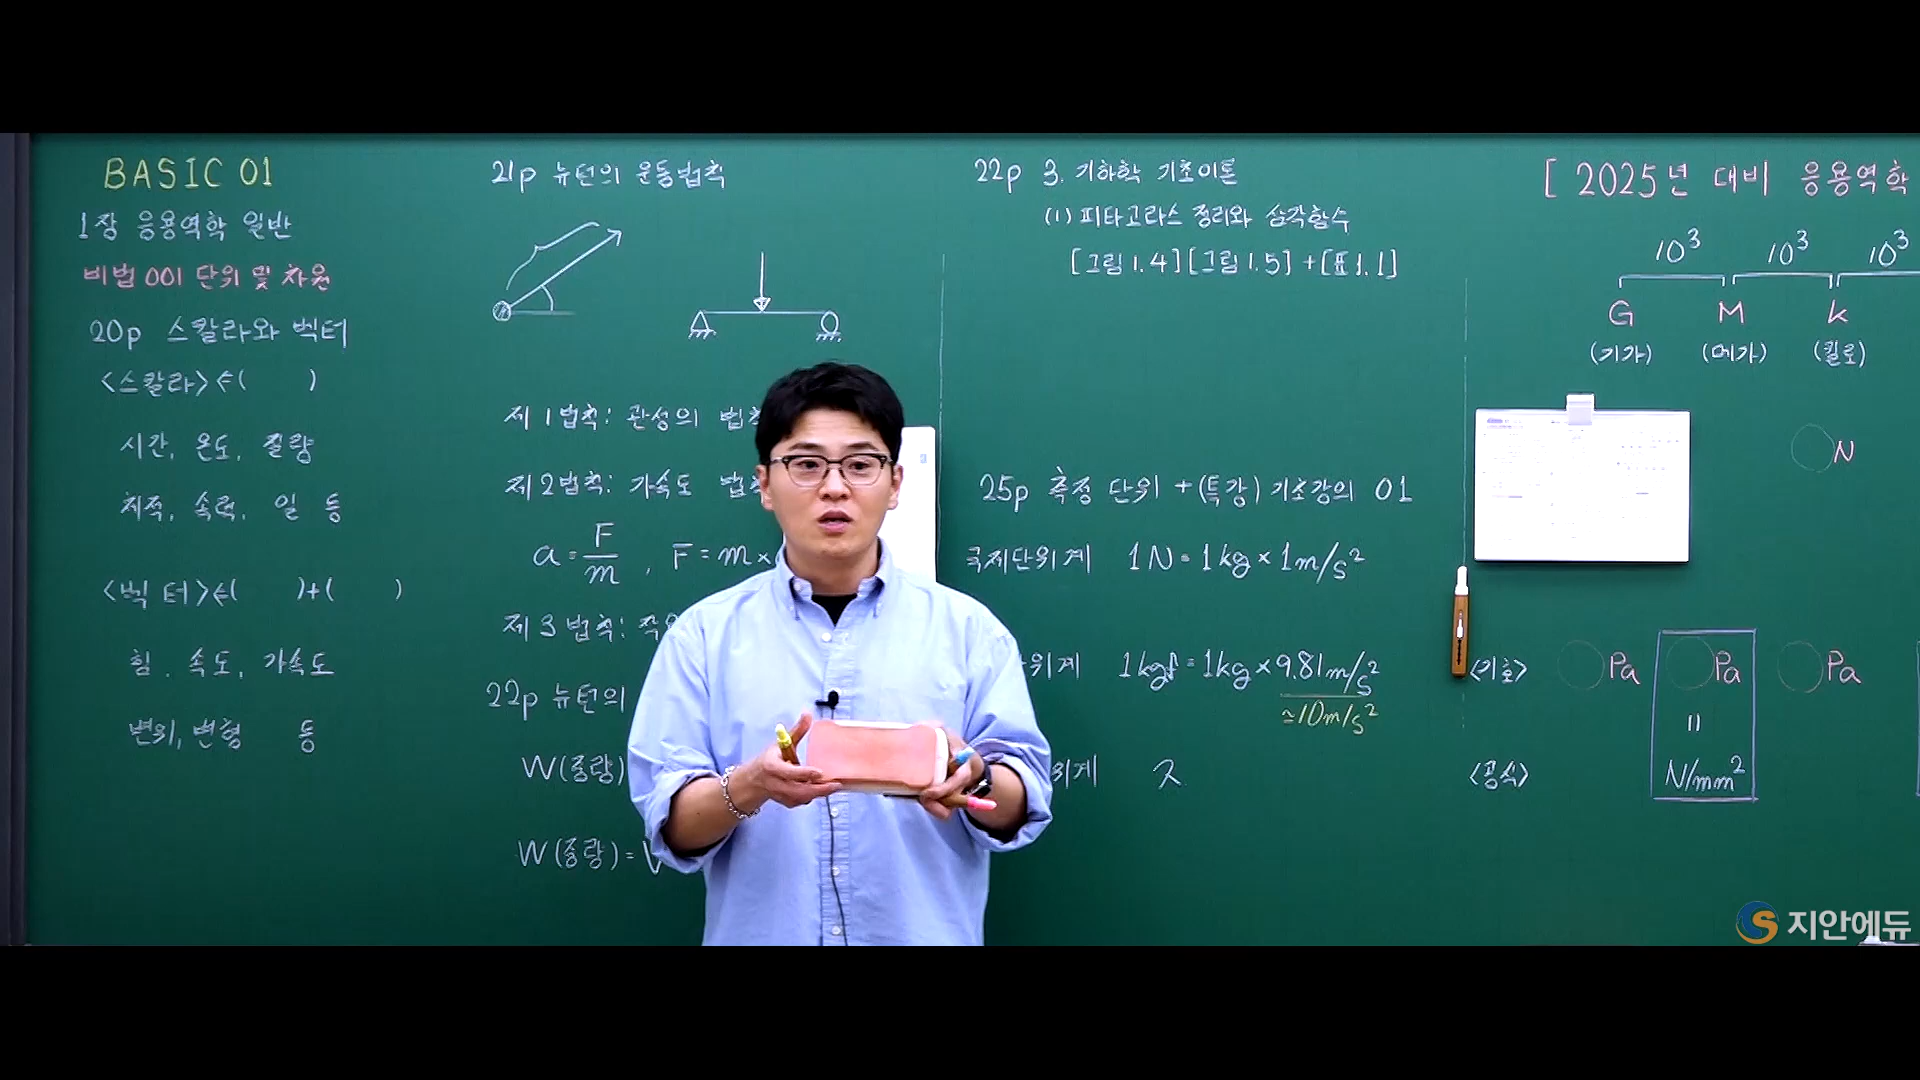 BASIC 01
1장 응용역학 일반
비법 001 단위 및 차원
20p 스칼라와 벡터
<스칼라>⇐( )
시간, 온도, 질량
면적, 속력, 일 등
<벡터>⇐( )+( )
힘, 속도, 가속도
변위, 변형 등
21p 뉴턴의 운동법칙
제1법칙: 관성의 법칙
제2법칙: 가속도 법칙
a=F/m, F=m×
제3법칙: 작용
22p 뉴턴의
W(중량)
W(중량)=
22p 3. 기하학 기초이론
(1) 피타고라스 정리와 삼각함수
[그림 1.4][그림 1.5]+[표1.1]
25p 측정 단위 +(특강) 기초강의 01
국제단위계 1N=1kg×1m/s²
단위계 1kgf=1kg×9.81m/s²
≃10m/s²
위계
[2025년 대비 응용역학
10³ 10³ 10³
G M k
(기가) (메가) (킬로)
N
<기호> Pa Pa Pa
=
<공식> N/mm²
지안에듀